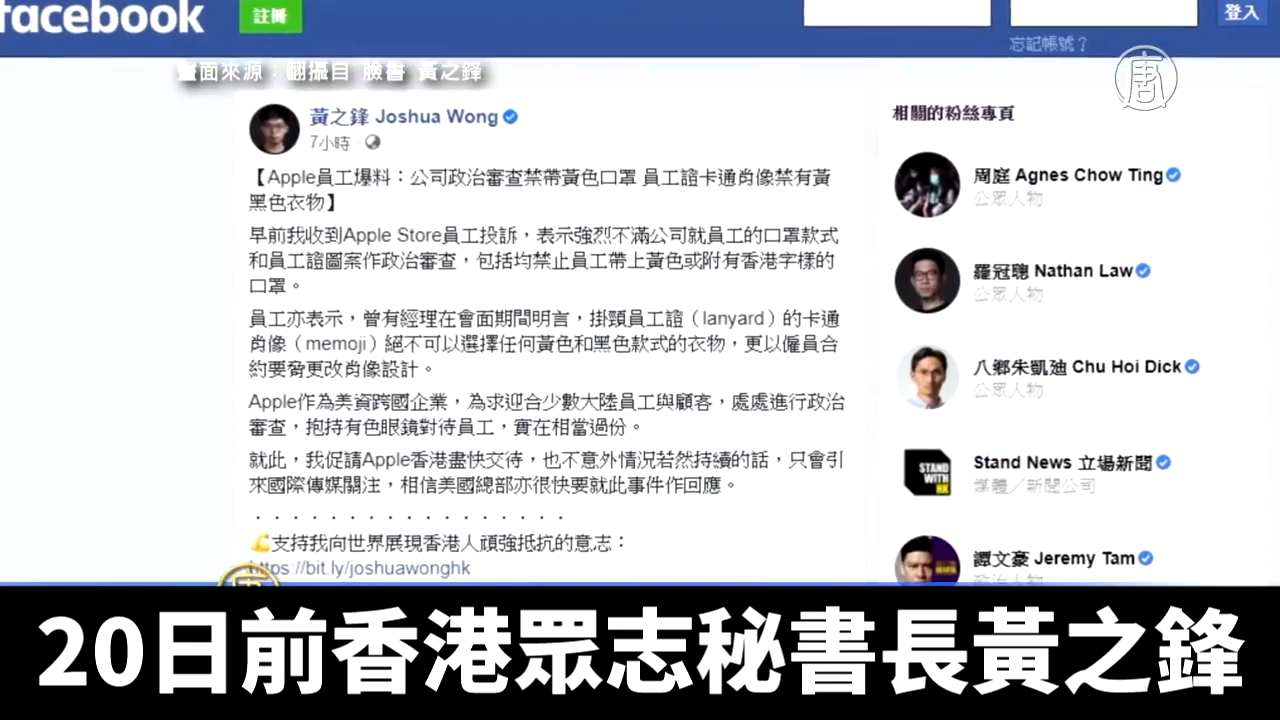 facebook
註冊
登入
忘記帳號？
畫面來源：翻攝目 臉書 黃之鋒
唐
黃之鋒 Joshua Wong
7小時
【Apple員工爆料：公司政治審查禁帶黃色口罩 員工證卡通肖像禁有黃
黑色衣物】
早前我收到Apple Store員工投訴，表示強烈不滿公司就員工的口罩款式
和員工證圖案作政治審查，包括均禁止員工帶上黃色或附有香港字樣的
口罩。
員工亦表示，曾有經理在會面期間明言，掛頸員工證（lanyard）的卡通
肖像（memoji）絕不可以選擇任何黃色和黑色款式的衣物，更以僱員合
約要脅更改肖像設計。
Apple作為美資跨國企業，為求迎合少數大陸員工與顧客，處處進行政治
審查，抱持有色眼鏡對待員工，實在相當過份。
就此，我促請Apple香港盡快交待，也不意外情況若然持續的話，只會引
來國際傳媒關注，相信美國總部亦很快要就此事件作回應。
. . . . . . . . . . . . . . . . .
支持我向世界展現香港人頑強抵抗的意志：
https://bit.ly/joshuawonghk
相關的粉絲專頁
周庭 Agnes Chow Ting
公眾人物
羅冠聰 Nathan Law
公眾人物
八鄉朱凱迪 Chu Hoi Dick
公眾人物
STAND
WITH
HK
Stand News 立場新聞
媒體／新聞公司
譚文豪 Jeremy Tam
政治人物
20日前香港眾志秘書長黃之鋒